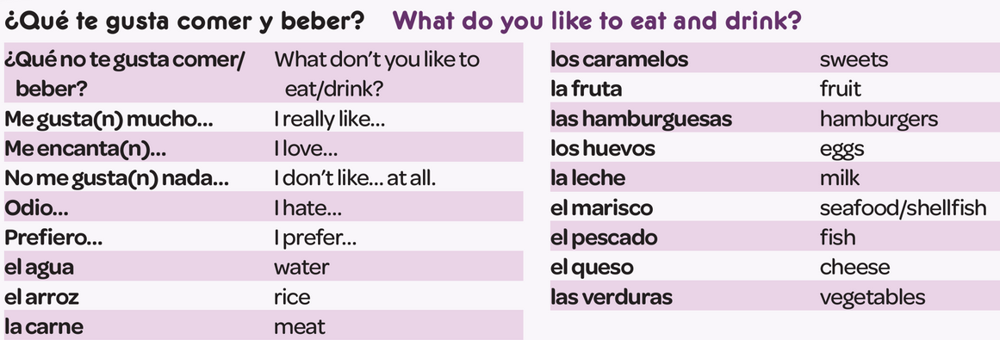 ¿Qué te gusta comer y beber? What do you like to eat and drink?
¿Qué no te gusta comer/ What don't you like to
beber? eat/drink?
Me gusta(n) mucho... I really like...
Me encanta(n)... I love...
No me gusta(n) nada... I don't like... at all.
Odio... I hate...
Prefiero... I prefer...
el agua water
el arroz rice
la carne meat
los caramelos sweets
la fruta fruit
las hamburguesas hamburgers
los huevos eggs
la leche milk
el marisco seafood/shellfish
el pescado fish
el queso cheese
las verduras vegetables